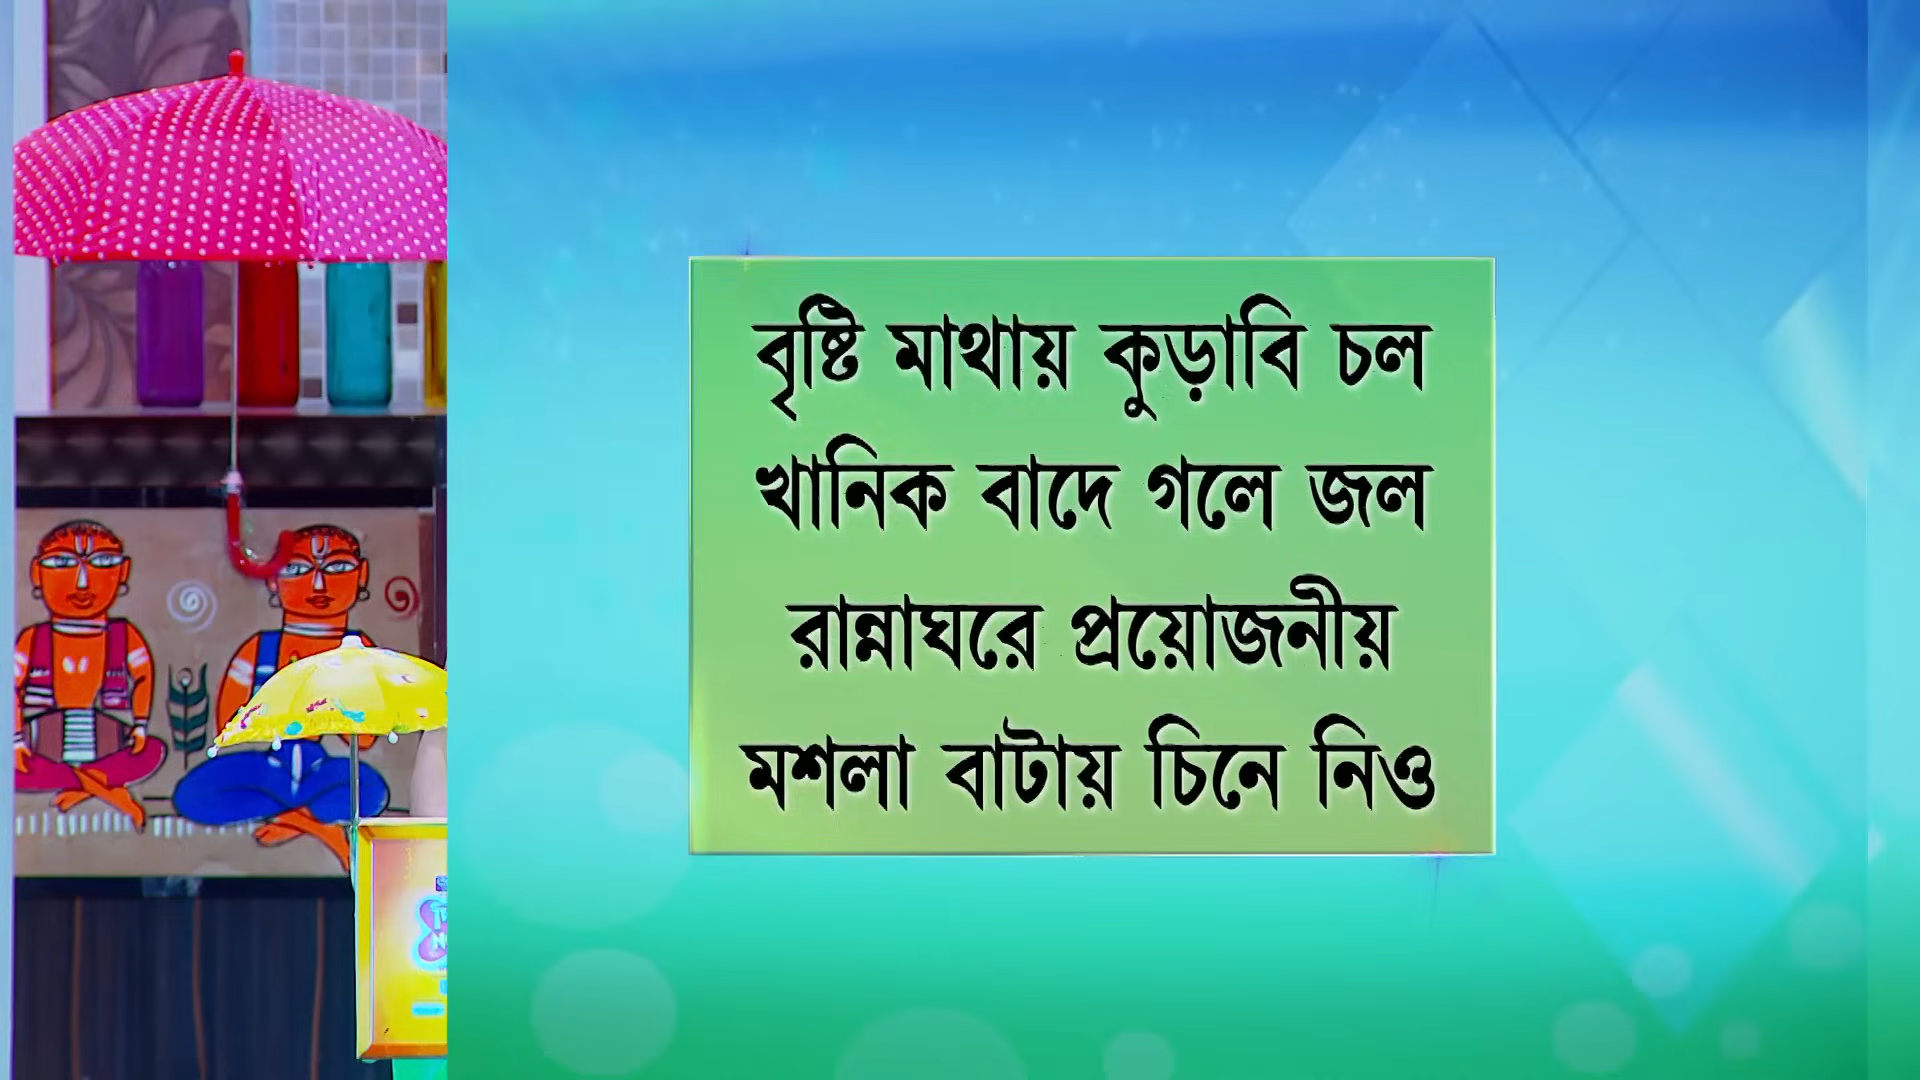 বৃষ্টি মাথায় কুড়াবি চল
খানিক বাদে গলে জল
রান্নাঘরে প্রয়োজনীয়
মশলা বাটায় চিনে নিও